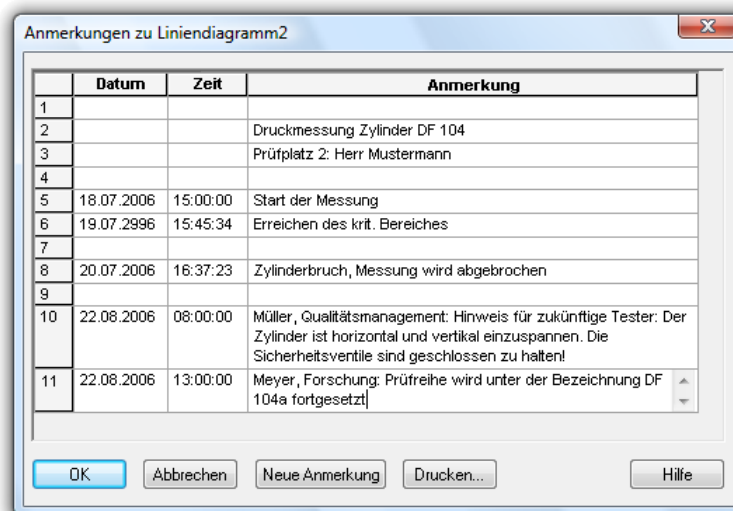 Anmerkungen zu Liniendiagramm2
Datum Zeit Anmerkung
1
2 Druckmessung Zylinder DF 104
3 Prüfplatz 2: Herr Mustermann
4
5 18.07.2006 15:00:00 Start der Messung
6 19.07.2996 15:45:34 Erreichen des krit. Bereiches
7
8 20.07.2006 16:37:23 Zylinderbruch, Messung wird abgebrochen
9
10 22.08.2006 08:00:00 Müller, Qualitätsmanagement: Hinweis für zukünftige Tester: Der
Zylinder ist horizontal und vertikal einzuspannen. Die
Sicherheitsventile sind geschlossen zu halten!
11 22.08.2006 13:00:00 Meyer, Forschung: Prüfreihe wird unter der Bezeichnung DF
104a fortgesetzt
OK Abbrechen Neue Anmerkung Drucken... Hilfe